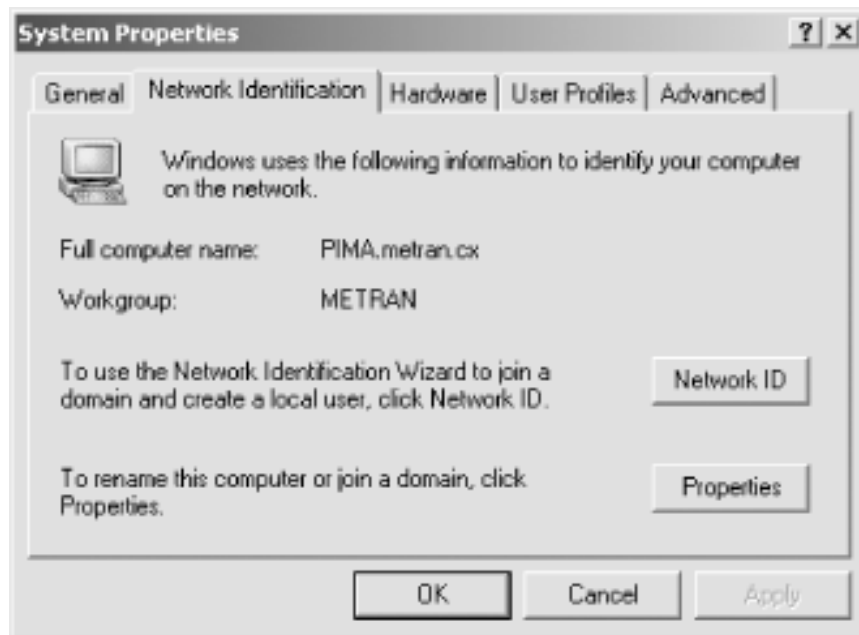 System Properties
General Network Identification Hardware User Profiles Advanced
Windows uses the following information to identify your computer
on the network.
Full computer name: PIMA.metran.cx
Workgroup: METRAN
To use the Network Identification Wizard to join a
domain and create a local user, click Network ID.
Network ID
To rename this computer or join a domain, click
Properties.
Properties
OK Cancel Apply